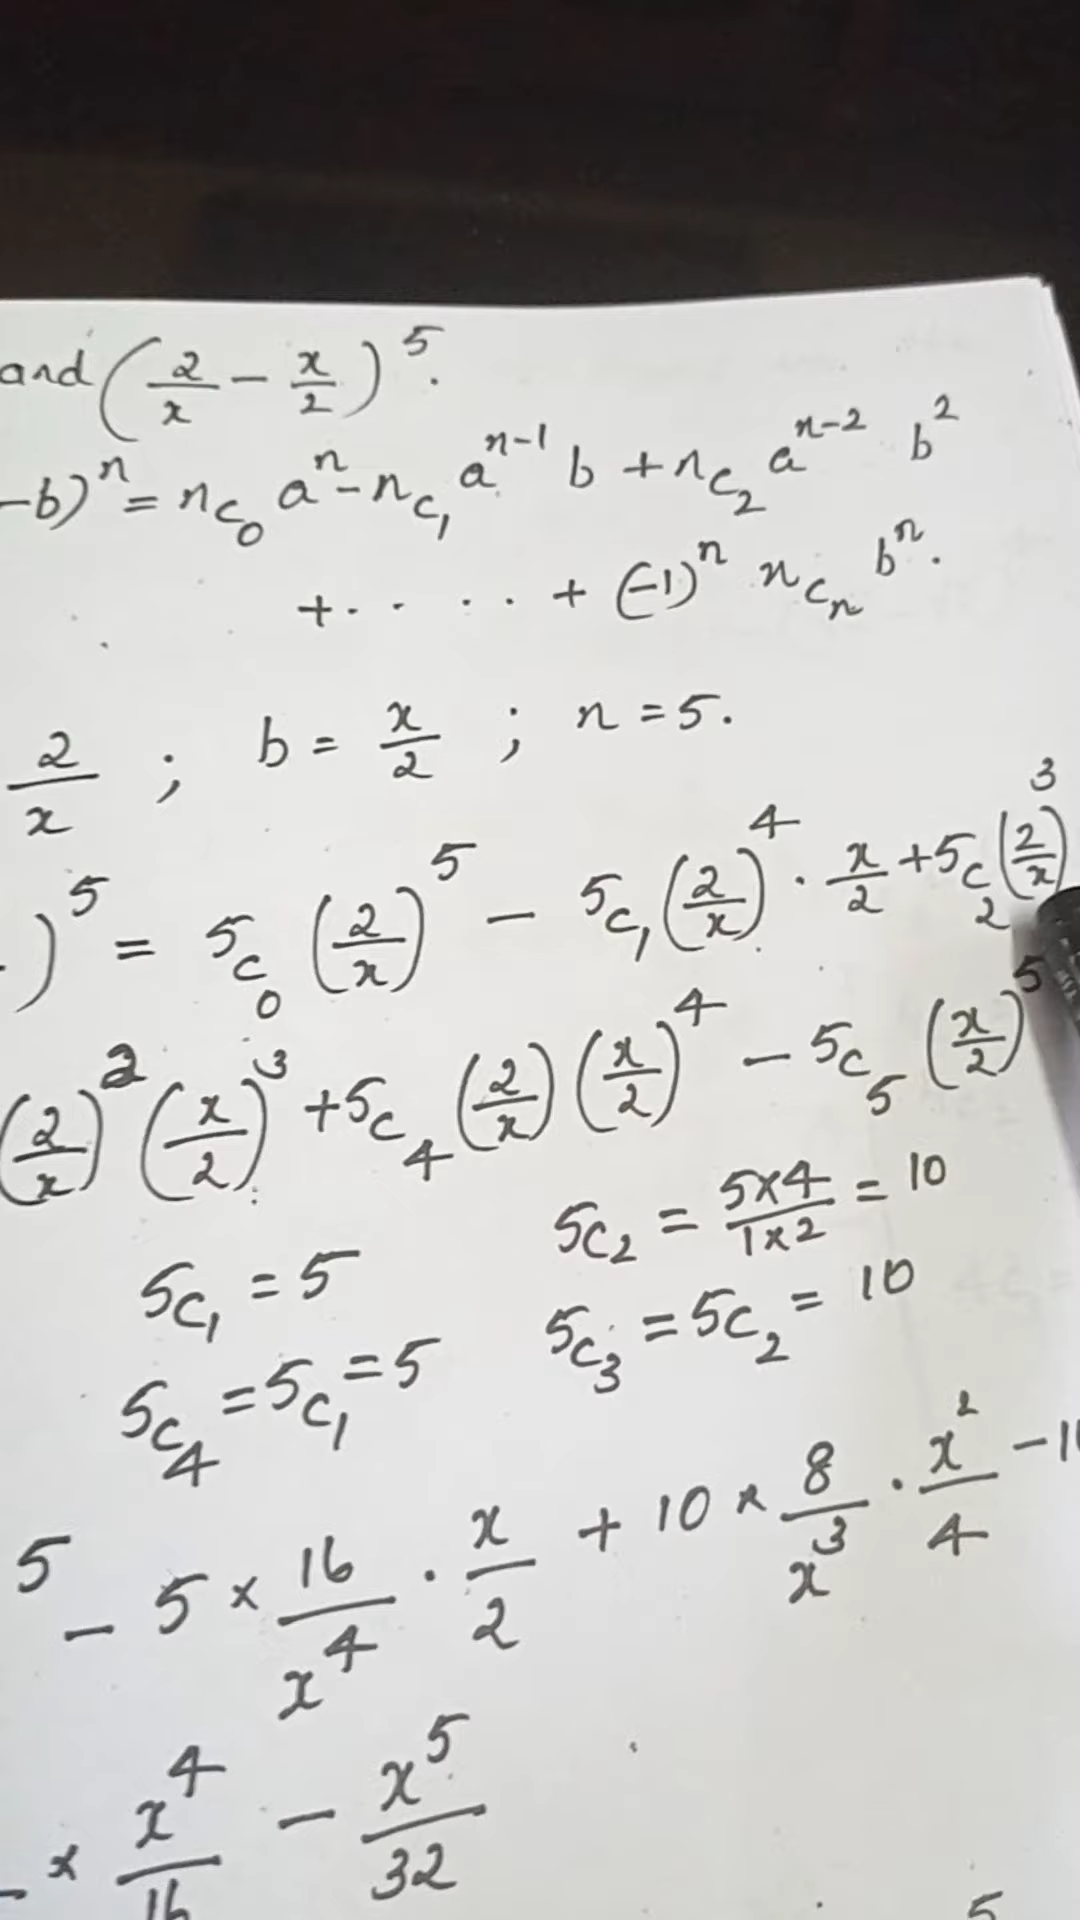 and (2/x - x/2)^5.
-b)^n = nC₀ a^n - nC₁ a^(n-1) b + nC₂ a^(n-2) b^2
+ . . . . . + (-1)^n nCₙ b^n.
2/x ; b = x/2 ; n = 5.
)^5 = 5C₀ (2/x)^5 - 5C₁ (2/x)^4 . x/2 + 5C₂ (2/x)^3
(2/x)^2 (x/2)^3 + 5C₄ (2/x) (x/2)^4 - 5C₅ (x/2)^5
5C₁ = 5 5C₂ = 5×4/1×2 = 10
5C₄ = 5C₁ = 5 5C₃ = 5C₂ = 10
5 - 5 × 16/x^4 . x/2 + 10 × 8/x^3 . x^2/4 - 1
× x^4/16 - x^5/32
5